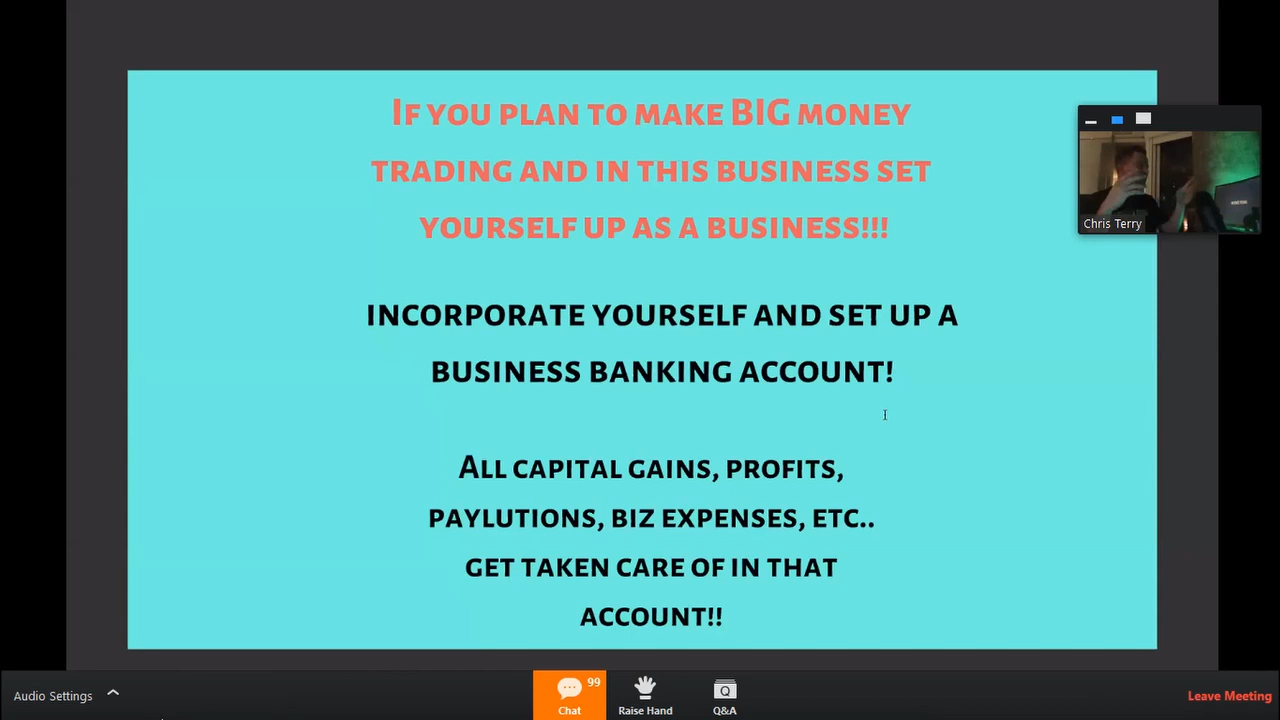 If you plan to make BIG money
trading and in this business set
yourself up as a business!!!
incorporate yourself and set up a
business banking account!
All capital gains, profits,
paylutions, biz expenses, etc..
get taken care of in that
account!!
Chris Terry
Audio Settings
99
Chat
Raise Hand
Q
Q&A
Leave Meeting